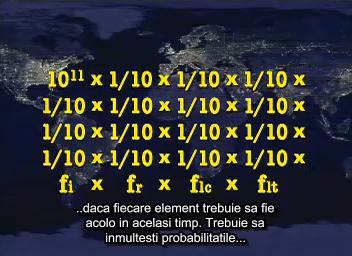 10¹¹ x 1/10 x 1/10 x 1/10 x
1/10 x 1/10 x 1/10 x 1/10 x
1/10 x 1/10 x 1/10 x 1/10 x
1/10 x 1/10 x 1/10 x 1/10 x
fi x fr x flc x flt
..daca fiecare element trebuie sa fie
acolo in acelasi timp. Trebuie sa
inmultesti probabilitatile...